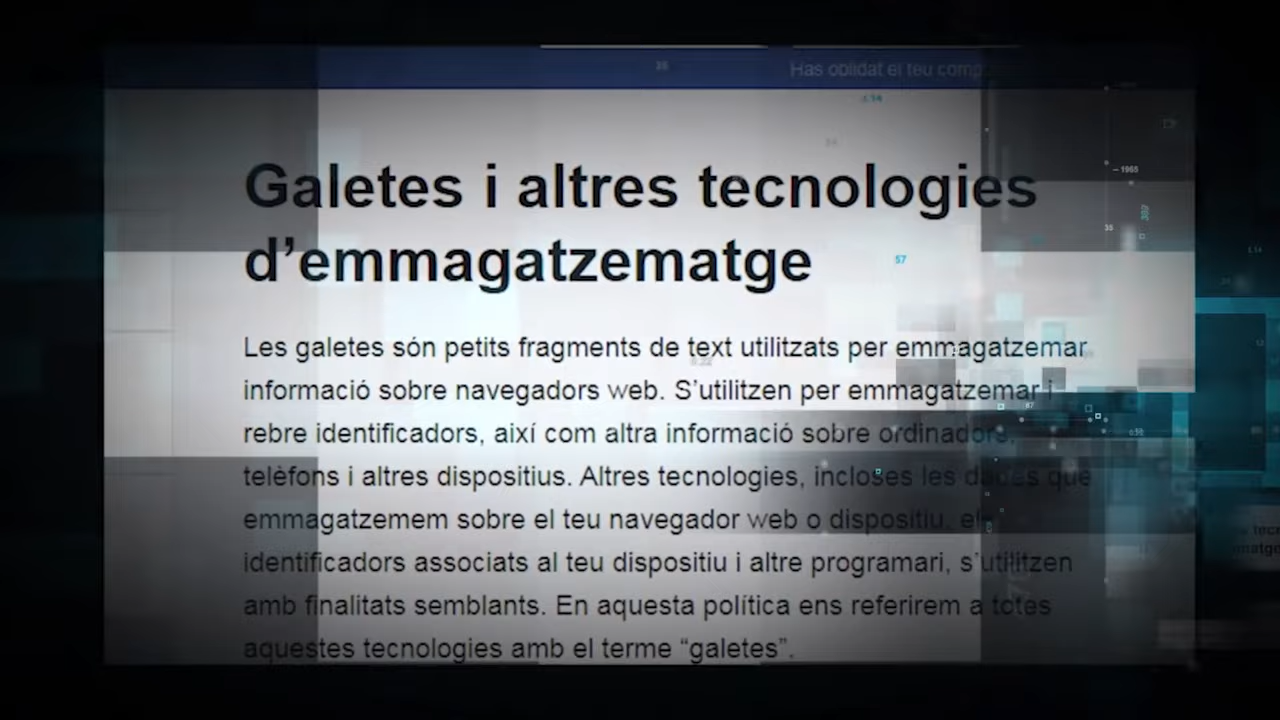 Has oblidat el teu
Galetes i altres tecnologies
d’emmagatzematge
Les galetes són petits fragments de text utilitzats per emmagatzemar
informació sobre navegadors web. S’utilitzen per emmagatzemar i
rebre identificadors, així com altra informació sobre ordinadors,
telèfons i altres dispositius. Altres tecnologies, incloses les dades que
emmagatzemem sobre el teu navegador web o dispositiu, els
identificadors associats al teu dispositiu i altre programari, s’utilitzen
amb finalitats semblants. En aquesta política ens referirem a totes
aquestes tecnologies amb el terme “galetes”.
57
1965